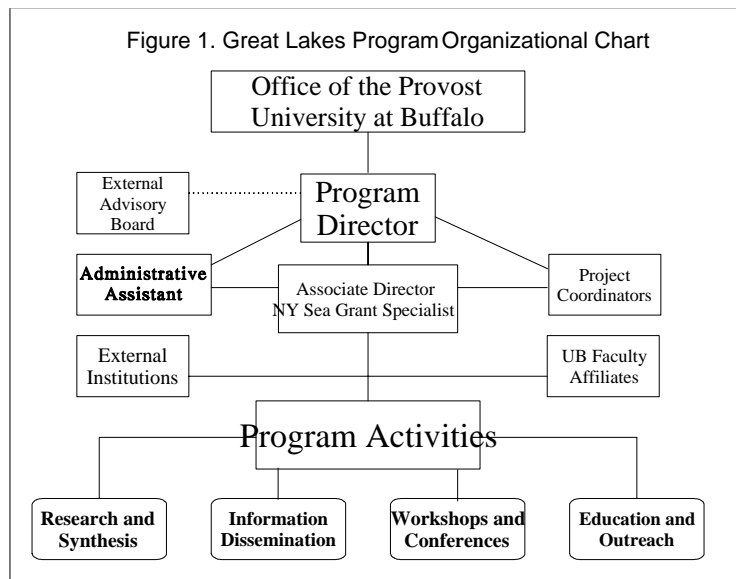 Figure 1. Great Lakes Program Organizational Chart
Office of the Provost
University at Buffalo
External
Advisory
Board
Program
Director
Administrative
Assistant
Associate Director
NY Sea Grant Specialist
Project
Coordinators
External
Institutions
UB Faculty
Affiliates
Program Activities
Research and
Synthesis
Information
Dissemination
Workshops and
Conferences
Education and
Outreach